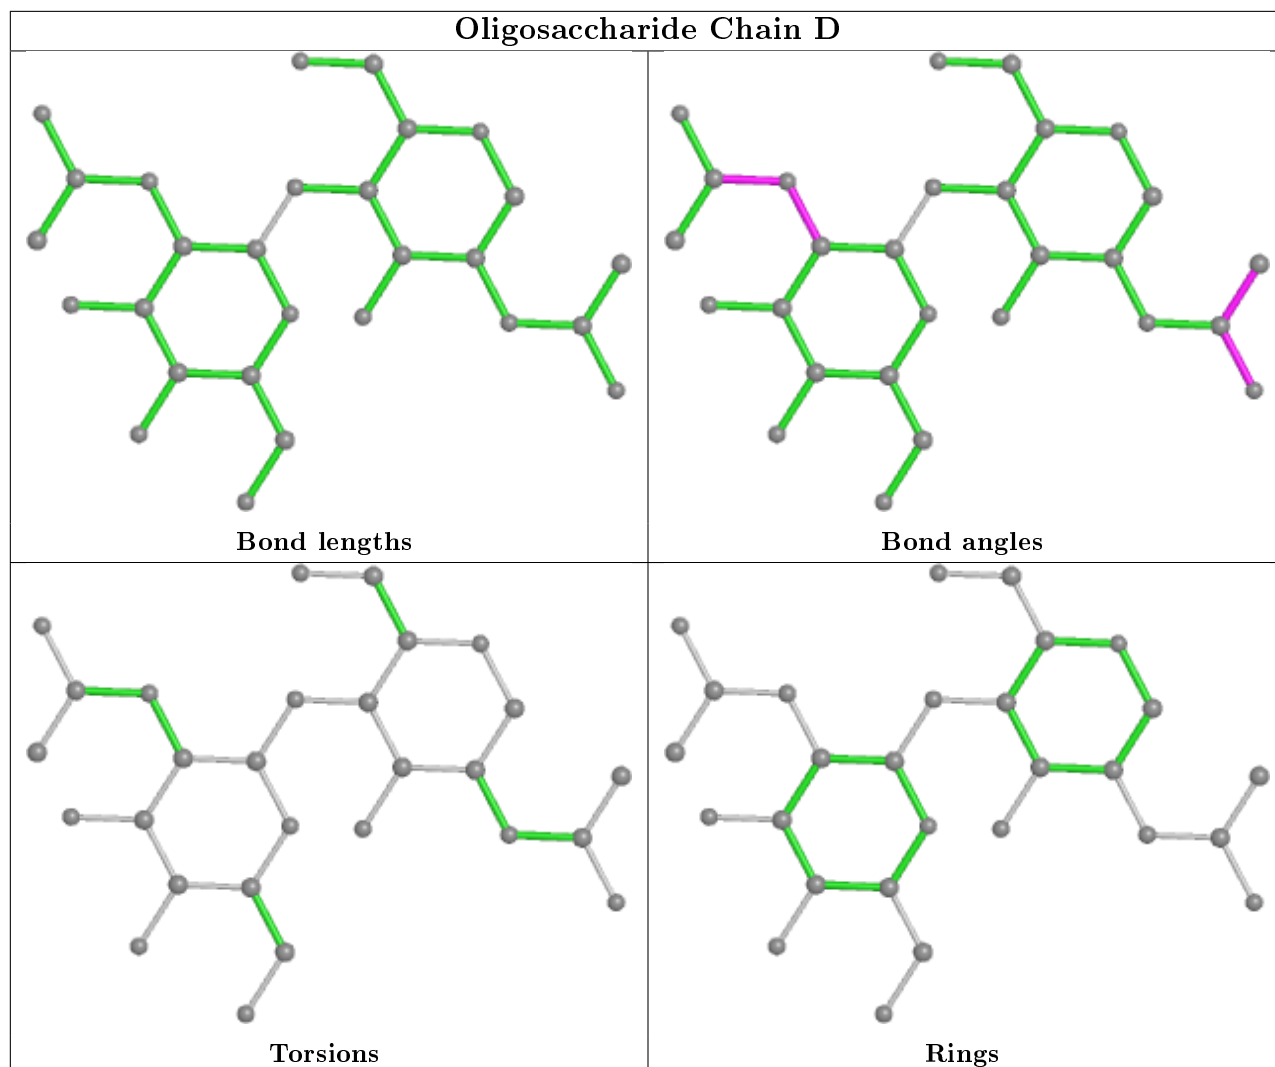 Oligosaccharide Chain D
Bond lengths
Bond angles
Torsions
Rings